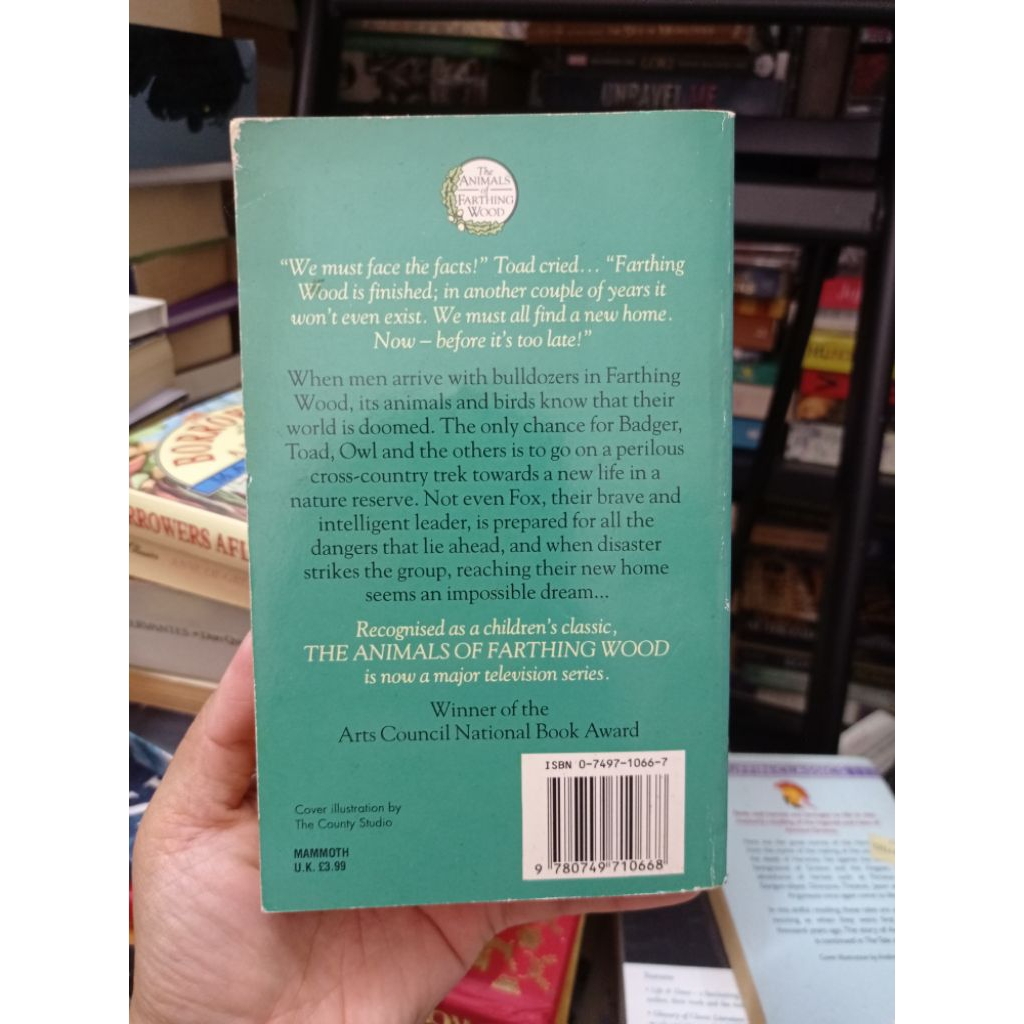 The
ANIMALS
of
FARTHING
WOOD
“We must face the facts!” Toad cried... “Farthing
Wood is finished; in another couple of years it
won't even exist. We must all find a new home.
Now – before it's too late!”
When men arrive with bulldozers in Farthing
Wood, its animals and birds know that their
world is doomed. The only chance for Badger,
Toad, Owl and the others is to go on a perilous
cross-country trek towards a new life in a
nature reserve. Not even Fox, their brave and
intelligent leader, is prepared for all the
dangers that lie ahead, and when disaster
strikes the group, reaching their new home
seems an impossible dream...
Recognised as a children's classic,
THE ANIMALS OF FARTHING WOOD
is now a major television series.
Winner of the
Arts Council National Book Award
ISBN 0-7497-1066-7
9 780749 710668
Cover illustration by
The County Studio
MAMMOTH
U.K. £3.99
UNRAVEL ME
BORROW
RROWERS AFL